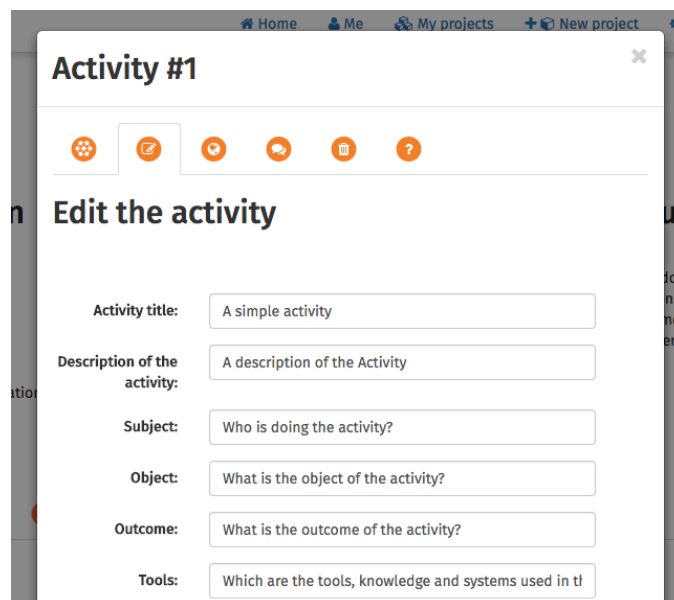 Home Me My projects New project
Activity #1
Edit the activity
Activity title: A simple activity
Description of the activity: A description of the Activity
Subject: Who is doing the activity?
Object: What is the object of the activity?
Outcome: What is the outcome of the activity?
Tools: Which are the tools, knowledge and systems used in